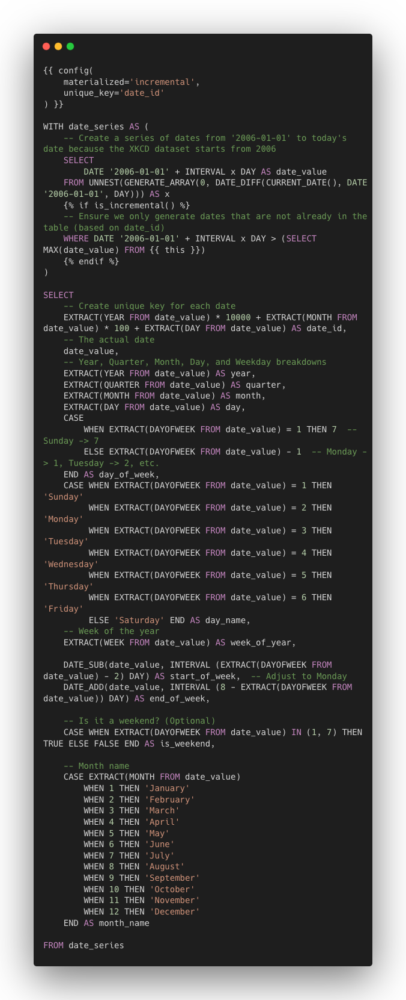 {{ config(
    materialized='incremental',
    unique_key='date_id'
) }}

WITH date_series AS (
    -- Create a series of dates from '2006-01-01' to today's
date because the XKCD dataset starts from 2006
    SELECT
        DATE '2006-01-01' + INTERVAL x DAY AS date_value
    FROM UNNEST(GENERATE_ARRAY(0, DATE_DIFF(CURRENT_DATE(), DATE
'2006-01-01', DAY))) AS x
    {% if is_incremental() %}
    -- Ensure we only generate dates that are not already in the
table (based on date_id)
    WHERE DATE '2006-01-01' + INTERVAL x DAY > (SELECT
MAX(date_value) FROM {{ this }})
    {% endif %}
)

SELECT
    -- Create unique key for each date
    EXTRACT(YEAR FROM date_value) * 10000 + EXTRACT(MONTH FROM
date_value) * 100 + EXTRACT(DAY FROM date_value) AS date_id,
    -- The actual date
    date_value,
    -- Year, Quarter, Month, Day, and Weekday breakdowns
    EXTRACT(YEAR FROM date_value) AS year,
    EXTRACT(QUARTER FROM date_value) AS quarter,
    EXTRACT(MONTH FROM date_value) AS month,
    EXTRACT(DAY FROM date_value) AS day,
    CASE
        WHEN EXTRACT(DAYOFWEEK FROM date_value) = 1 THEN 7  --
Sunday -> 7
        ELSE EXTRACT(DAYOFWEEK FROM date_value) - 1  -- Monday -
> 1, Tuesday -> 2, etc.
    END AS day_of_week,
    CASE WHEN EXTRACT(DAYOFWEEK FROM date_value) = 1 THEN
'Sunday'
         WHEN EXTRACT(DAYOFWEEK FROM date_value) = 2 THEN
'Monday'
         WHEN EXTRACT(DAYOFWEEK FROM date_value) = 3 THEN
'Tuesday'
         WHEN EXTRACT(DAYOFWEEK FROM date_value) = 4 THEN
'Wednesday'
         WHEN EXTRACT(DAYOFWEEK FROM date_value) = 5 THEN
'Thursday'
         WHEN EXTRACT(DAYOFWEEK FROM date_value) = 6 THEN
'Friday'
         ELSE 'Saturday' END AS day_name,
    -- Week of the year
    EXTRACT(WEEK FROM date_value) AS week_of_year,

    DATE_SUB(date_value, INTERVAL (EXTRACT(DAYOFWEEK FROM
date_value) - 2) DAY) AS start_of_week,  -- Adjust to Monday
    DATE_ADD(date_value, INTERVAL (8 - EXTRACT(DAYOFWEEK FROM
date_value)) DAY) AS end_of_week,

    -- Is it a weekend? (Optional)
    CASE WHEN EXTRACT(DAYOFWEEK FROM date_value) IN (1, 7) THEN
TRUE ELSE FALSE END AS is_weekend,

    -- Month name
    CASE EXTRACT(MONTH FROM date_value)
        WHEN 1 THEN 'January'
        WHEN 2 THEN 'February'
        WHEN 3 THEN 'March'
        WHEN 4 THEN 'April'
        WHEN 5 THEN 'May'
        WHEN 6 THEN 'June'
        WHEN 7 THEN 'July'
        WHEN 8 THEN 'August'
        WHEN 9 THEN 'September'
        WHEN 10 THEN 'October'
        WHEN 11 THEN 'November'
        WHEN 12 THEN 'December'
    END AS month_name

FROM date_series